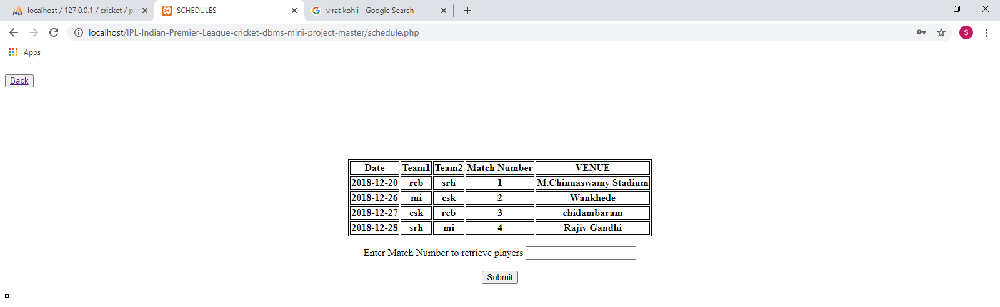 localhost / 127.0.0.1 / cricket / pl
SCHEDULES
virat kohli - Google Search
localhost/IPL-Indian-Premier-League-cricket-dbms-mini-project-master/schedule.php
S
Apps
Back
Date Team1 Team2 Match Number VENUE
2018-12-20 rcb srh 1 M.Chinnaswamy Stadium
2018-12-26 mi csk 2 Wankhede
2018-12-27 csk rcb 3 chidambaram
2018-12-28 srh mi 4 Rajiv Gandhi
Enter Match Number to retrieve players
Submit